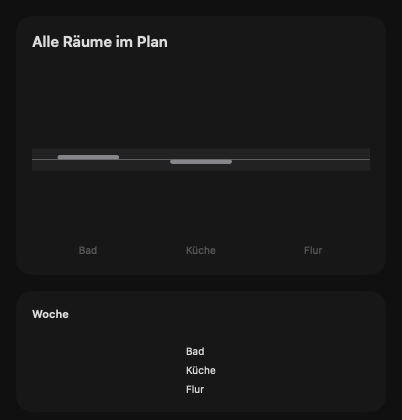 Alle Räume im Plan
Bad Küche Flur
Woche
Bad
Küche
Flur